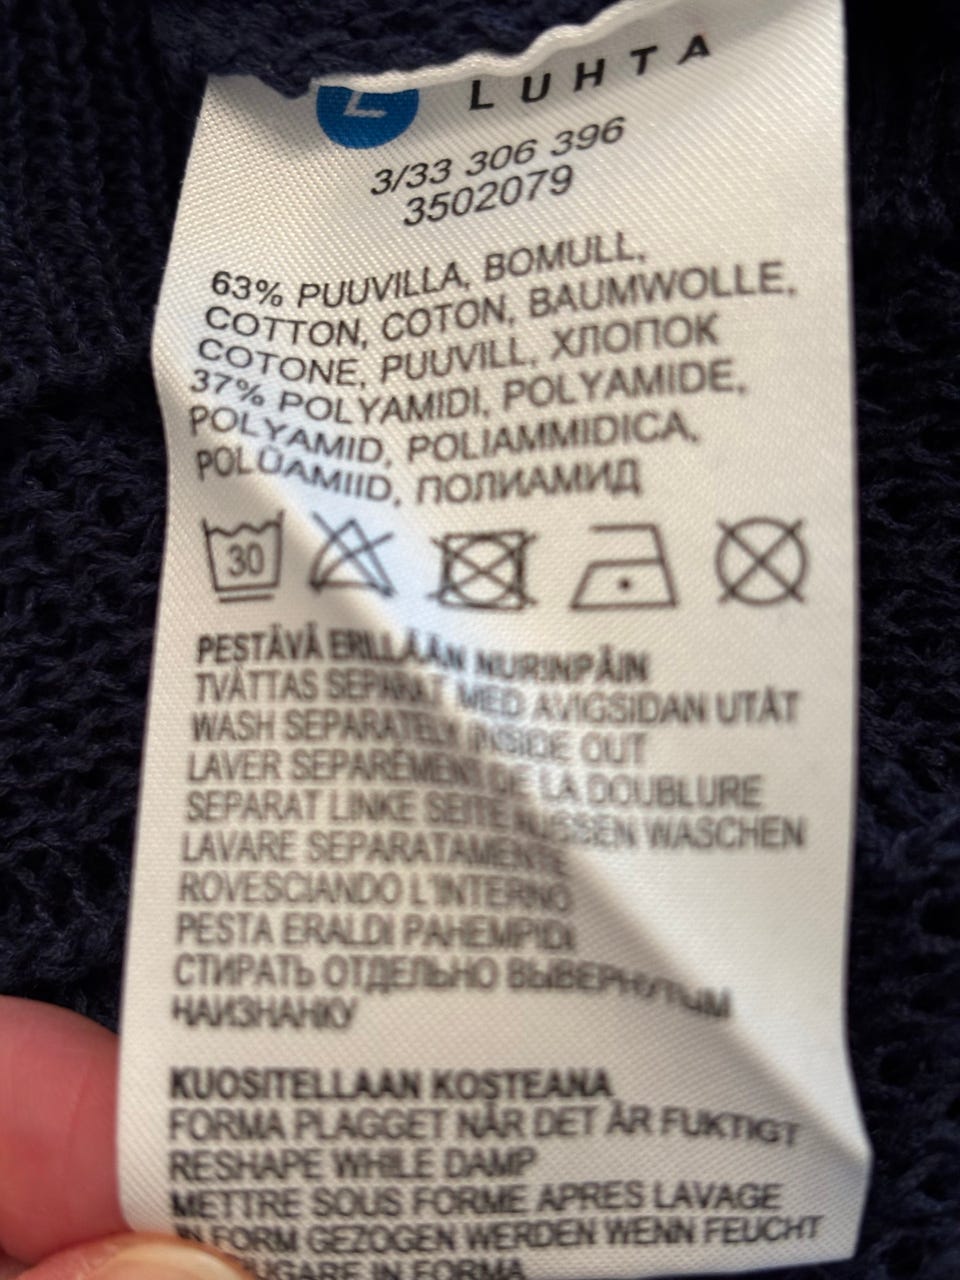 L LUHTA
3/33 306 396
3502079
63% PUUVILLA, BOMULL,
COTTON, COTON, BAUMWOLLE,
COTONE, PUUVILL, ХЛОПОК
37% POLYAMIDI, POLYAMIDE,
POLYAMID, POLIAMMIDICA,
POLÜAMIID, ПОЛИАМИД
30
PESTÄVÄ ERILLÄÄN NURINPÄIN
TVÄTTAS SEPARAT MED AVIGSIDAN UTÅT
WASH SEPARATELY INSIDE OUT
LAVER SEPARÉMENT DE LA DOUBLURE
SEPARAT LINKE SEITE AUSSEN WASCHEN
LAVARE SEPARATAMENTE
ROVESCIANDO L'INTERNO
PESTA ERALDI PAHEMPIDI
СТИРАТЬ ОТДЕЛЬНО ВЫВЕРНУТЫМ
НАИЗНАНКУ
KUOSITELLAAN KOSTEANA
FORMA PLAGGET NÄR DET ÄR FUKTIGT
RESHAPE WHILE DAMP
METTRE SOUS FORME APRES LAVAGE
IN FORM GEZOGEN WERDEN WENN FEUCHT
IN FORMA